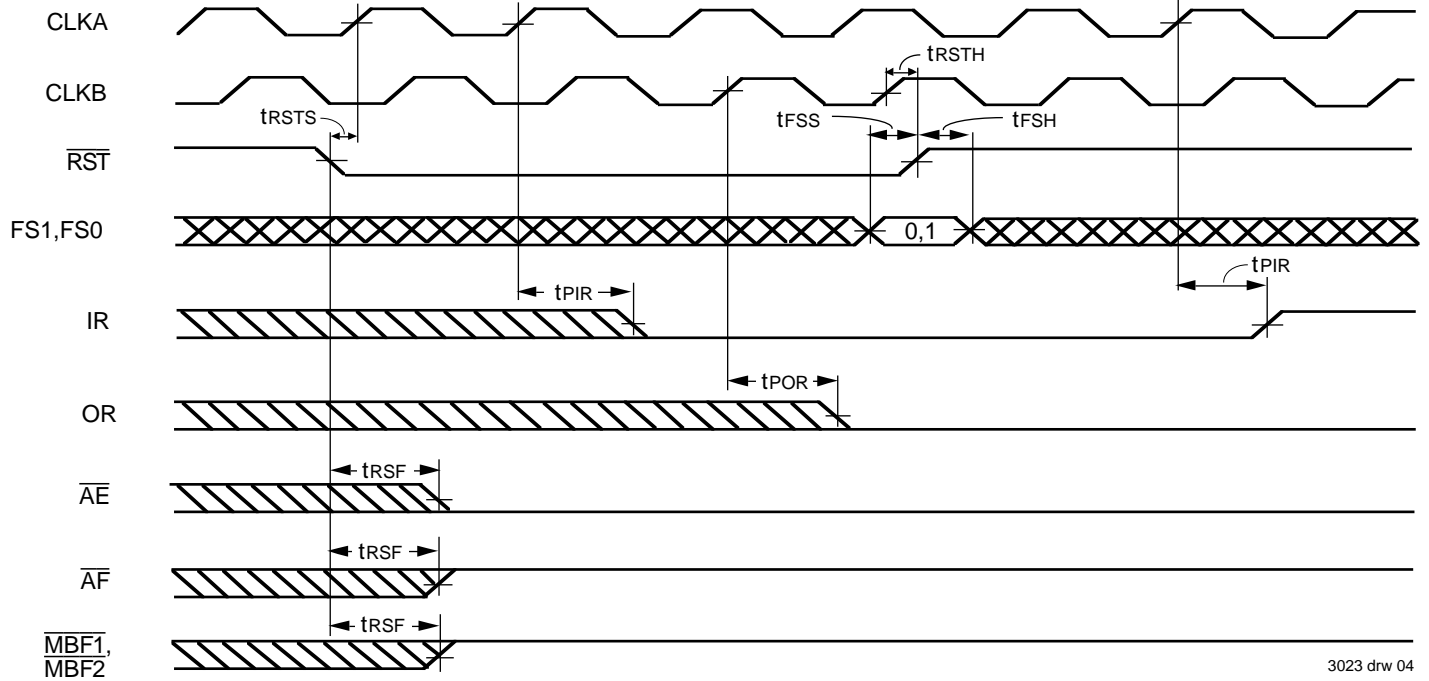 CLKA
tRSTH
CLKB
tRSTS
tFSS
tFSH
RST
FS1,FS0
0,1
tPIR
tPIR
IR
tPOR
OR
tRSF
AE
tRSF
AF
tRSF
MBF1,
MBF2
3023 drw 04